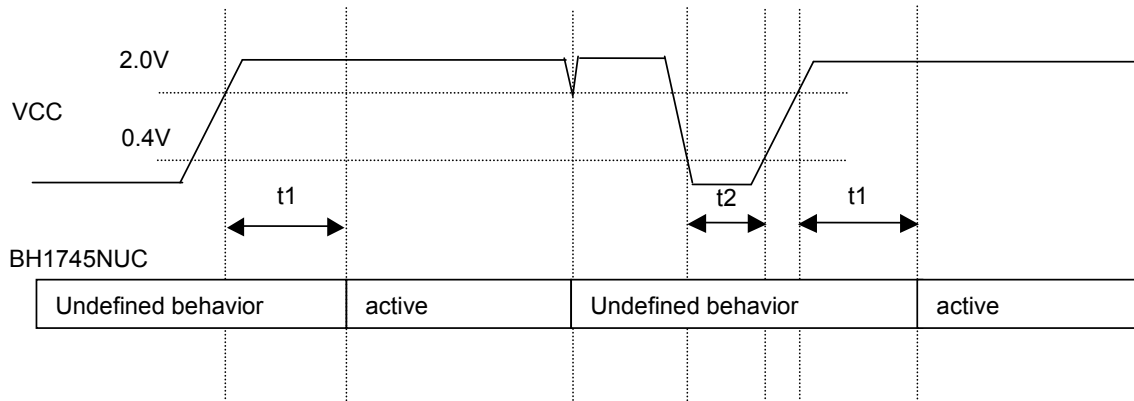 2.0V
VCC
0.4V
t1
t2
t1
BH1745NUC
Undefined behavior
active
Undefined behavior
active